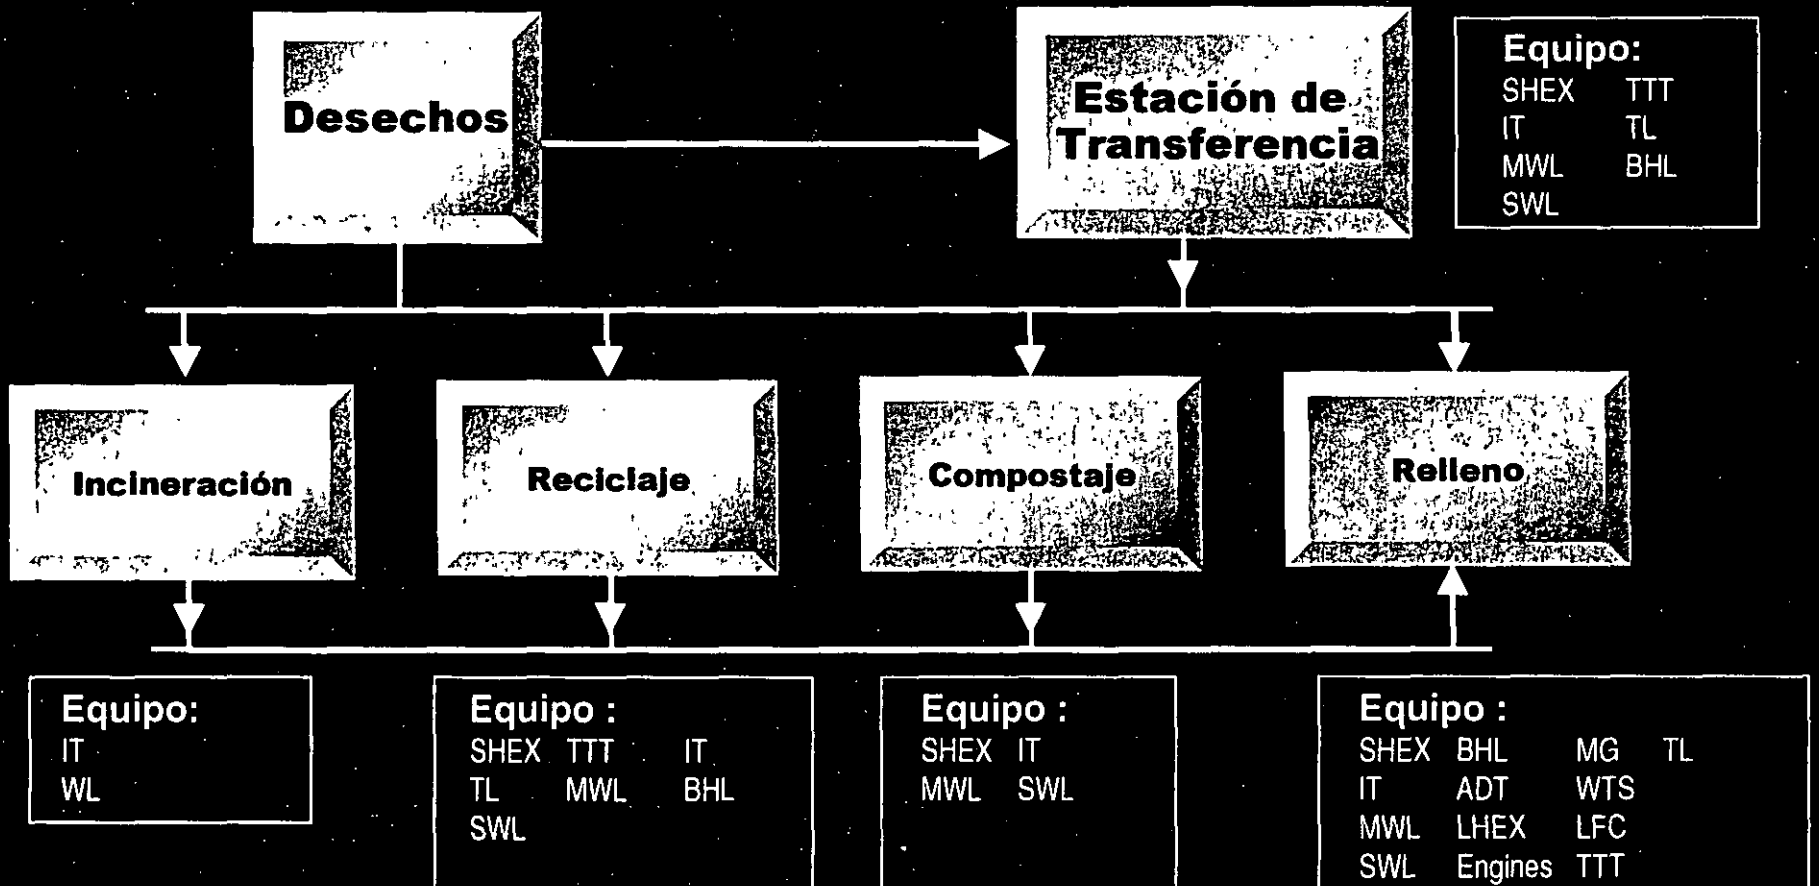 Desechos
Estación de
Transferencia
Equipo:
SHEX TTT
IT TL
MWL BHL
SWL
Incineración
Reciclaje
Compostaje
Relleno
Equipo:
IT
WL
Equipo :
SHEX TTT IT
TL MWL BHL
SWL
Equipo :
SHEX IT
MWL SWL
Equipo :
SHEX BHL MG TL
IT ADT WTS
MWL LHEX LFC
SWL Engines TTT